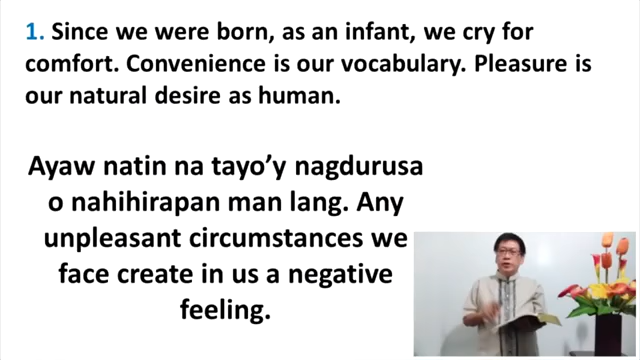 1. Since we were born, as an infant, we cry for
comfort. Convenience is our vocabulary. Pleasure is
our natural desire as human.
Ayaw natin na tayo’y nagdurusa
o nahihirapan man lang. Any
unpleasant circumstances we
face create in us a negative
feeling.